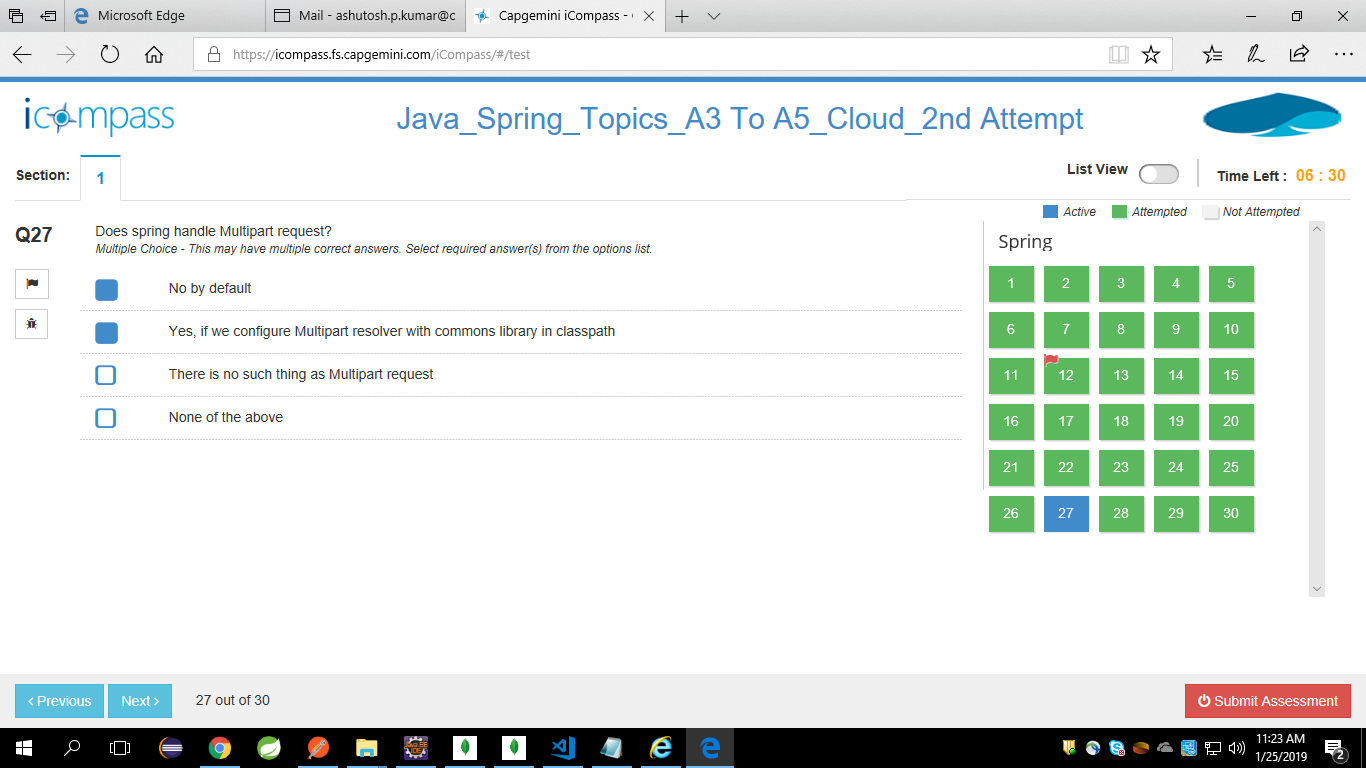 Microsoft Edge
Mail - ashutosh.p.kumar@c
Capgemini iCompass -
https://icompass.fs.capgemini.com/iCompass/#/test
icompass
Java_Spring_Topics_A3 To A5_Cloud_2nd Attempt
Section:
1
List View
Time Left : 06 : 30
Active
Attempted
Not Attempted
Q27
Does spring handle Multipart request?
Multiple Choice - This may have multiple correct answers. Select required answer(s) from the options list.
No by default
Yes, if we configure Multipart resolver with commons library in classpath
There is no such thing as Multipart request
None of the above
Spring
1 2 3 4 5
6 7 8 9 10
11 12 13 14 15
16 17 18 19 20
21 22 23 24 25
26 27 28 29 30
Previous
Next
27 out of 30
Submit Assessment
11:23 AM
1/25/2019
2